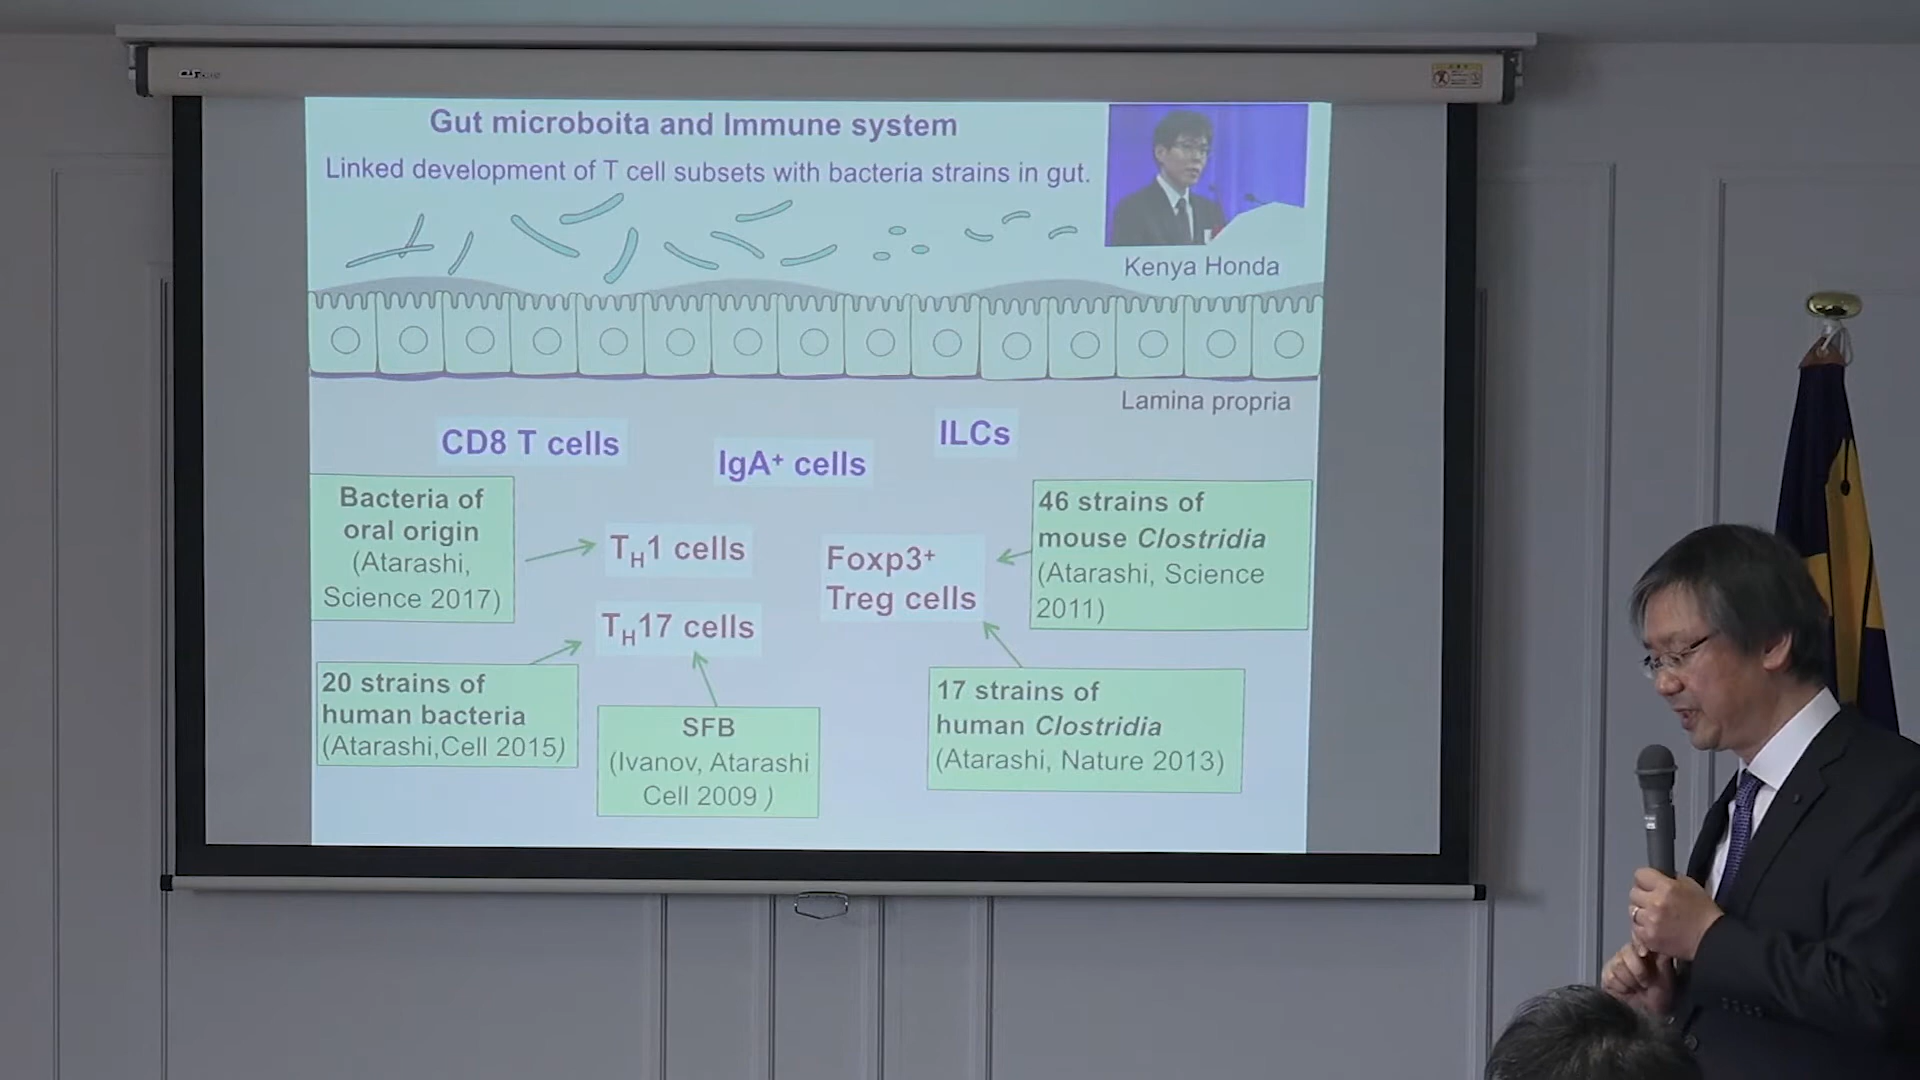 Gut microboita and Immune system
Linked development of T cell subsets with bacteria strains in gut.
Kenya Honda
Lamina propria
CD8 T cells
IgA+ cells
ILCs
Bacteria of
oral origin
(Atarashi,
Science 2017)
TH1 cells
TH17 cells
Foxp3+
Treg cells
46 strains of
mouse Clostridia
(Atarashi, Science
2011)
20 strains of
human bacteria
(Atarashi,Cell 2015)
SFB
(Ivanov, Atarashi
Cell 2009 )
17 strains of
human Clostridia
(Atarashi, Nature 2013)